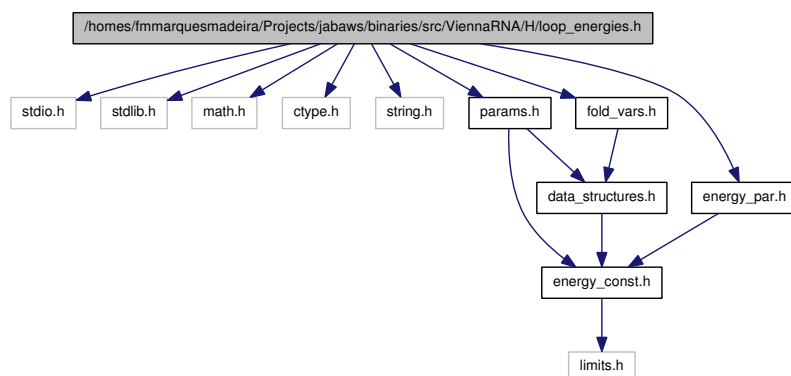 /homes/fmmarquesmadeira/Projects/jabaws/binaries/src/ViennaRNA/H/loop_energies.h
stdio.h
stdlib.h
math.h
ctype.h
string.h
params.h
fold_vars.h
data_structures.h
energy_par.h
energy_const.h
limits.h